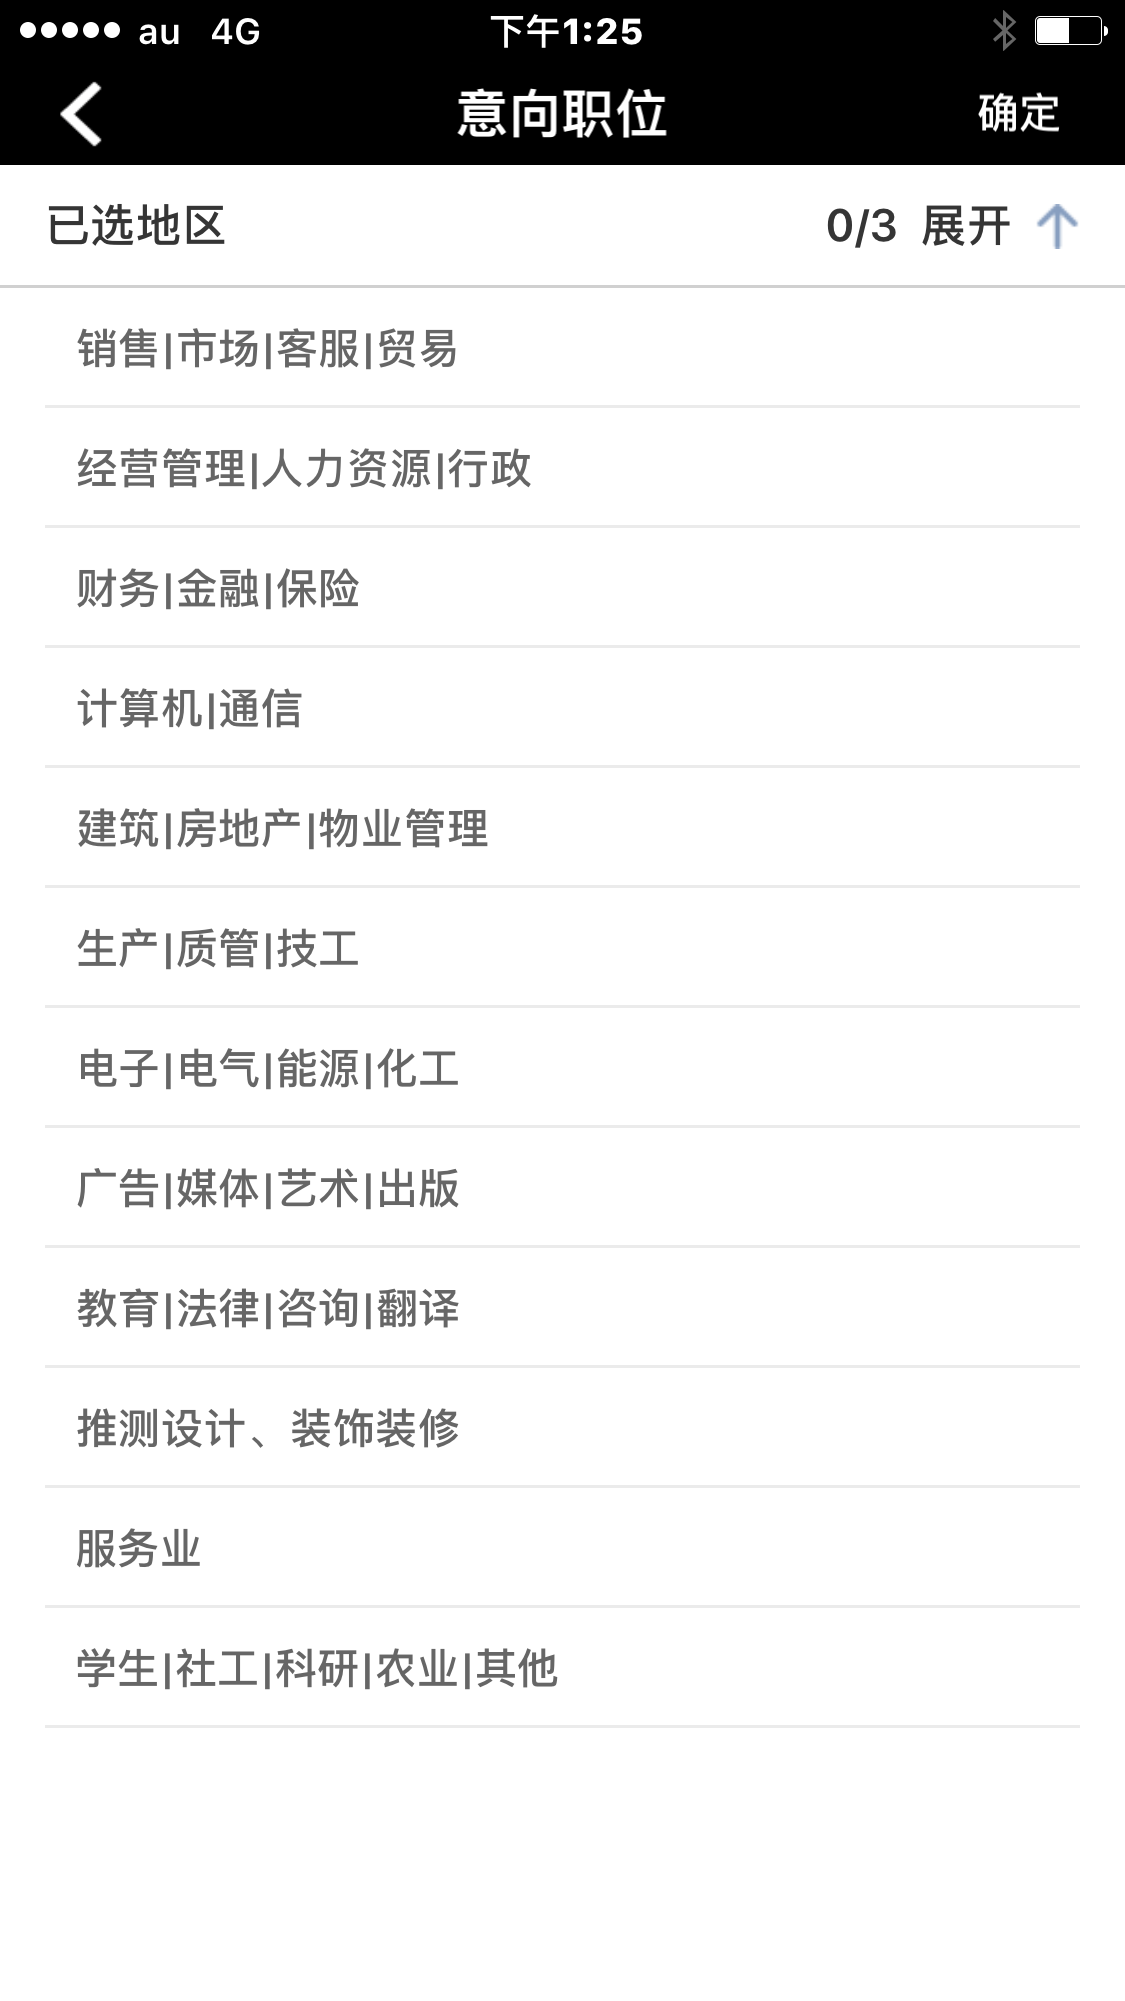 au 4G 下午1:25
意向职位 确定
已选地区 0/3 展开
销售|市场|客服|贸易
经营管理|人力资源|行政
财务|金融|保险
计算机|通信
建筑|房地产|物业管理
生产|质管|技工
电子|电气|能源|化工
广告|媒体|艺术|出版
教育|法律|咨询|翻译
推测设计、装饰装修
服务业
学生|社工|科研|农业|其他